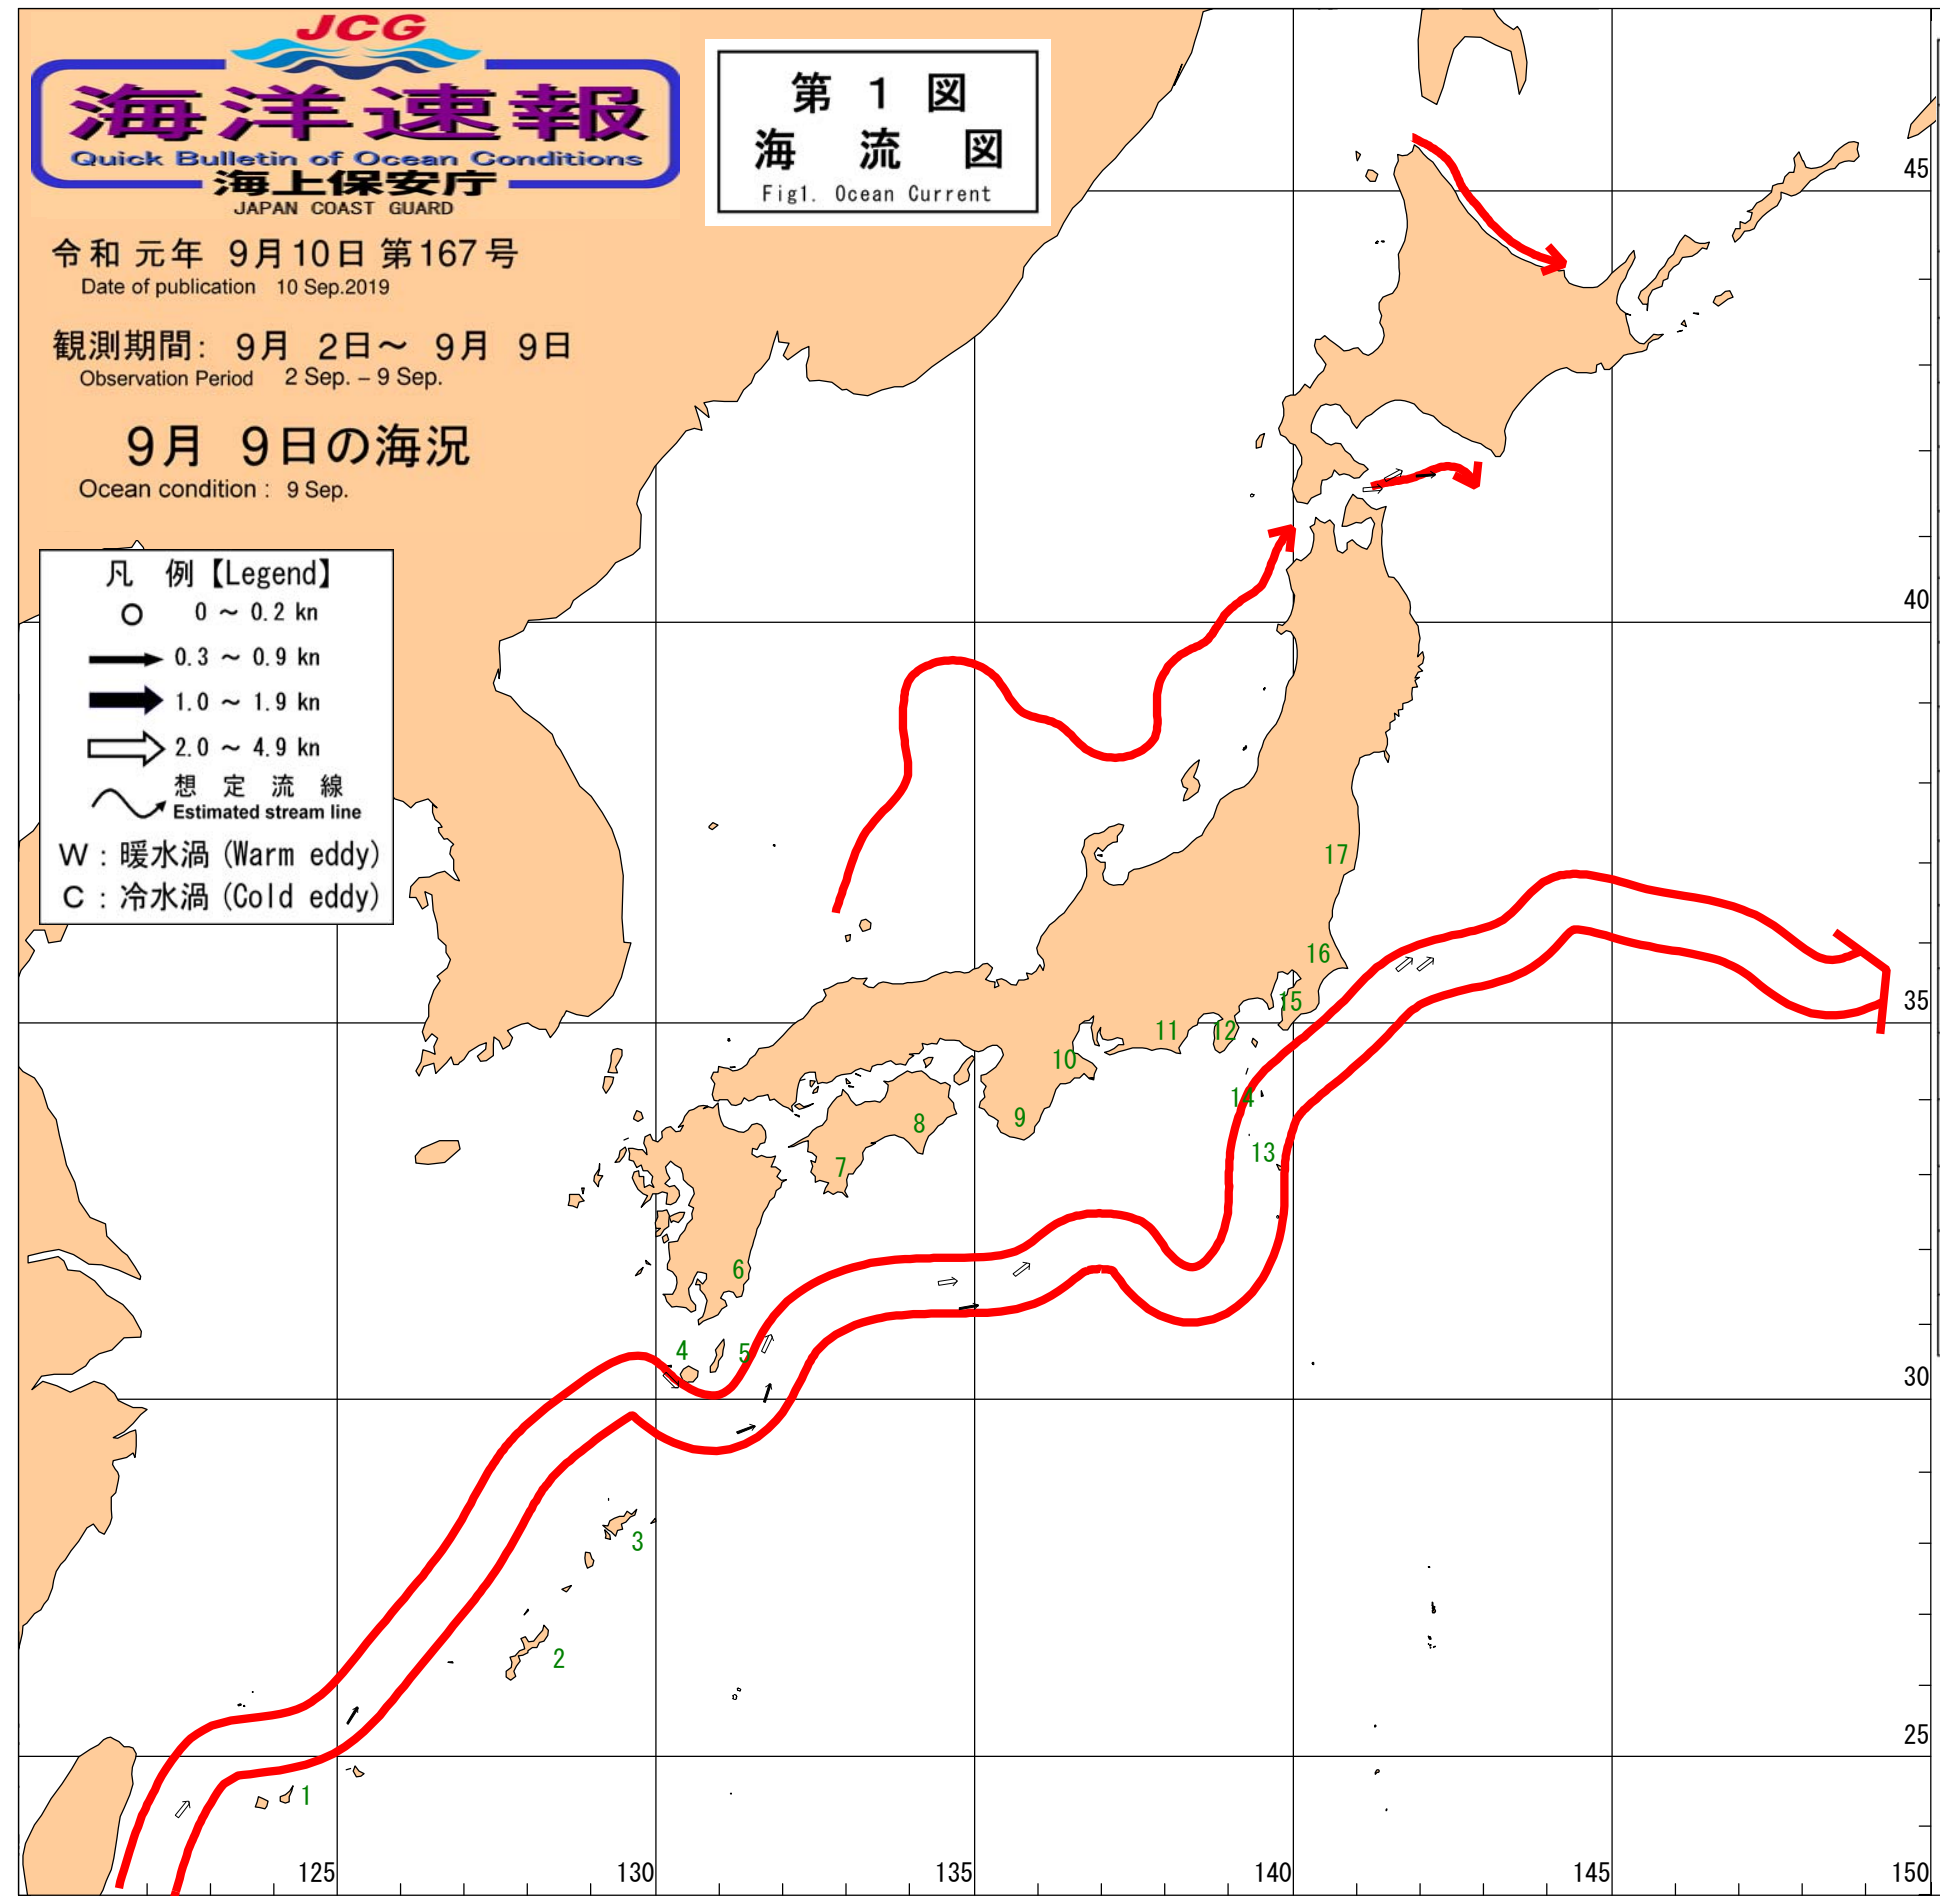 JCG
海洋速報
Quick Bulletin of Ocean Conditions
海上保安庁
JAPAN COAST GUARD
第 1 図
海 流 図
Fig1. Ocean Current
令和 元年 9月10日 第167号
Date of publication 10 Sep.2019
観測期間: 9月 2日～ 9月 9日
Observation Period 2 Sep. – 9 Sep.
9月 9日の海況
Ocean condition : 9 Sep.
凡 例【Legend】
0 ～ 0.2 kn
0.3 ～ 0.9 kn
1.0 ～ 1.9 kn
2.0 ～ 4.9 kn
想 定 流 線
Estimated stream line
W : 暖水渦 (Warm eddy)
C : 冷水渦 (Cold eddy)
45
40
35
30
25
17
16
15
12
11
10
14
13
9
8
7
6
5
4
3
2
1
125
130
135
140
145
150